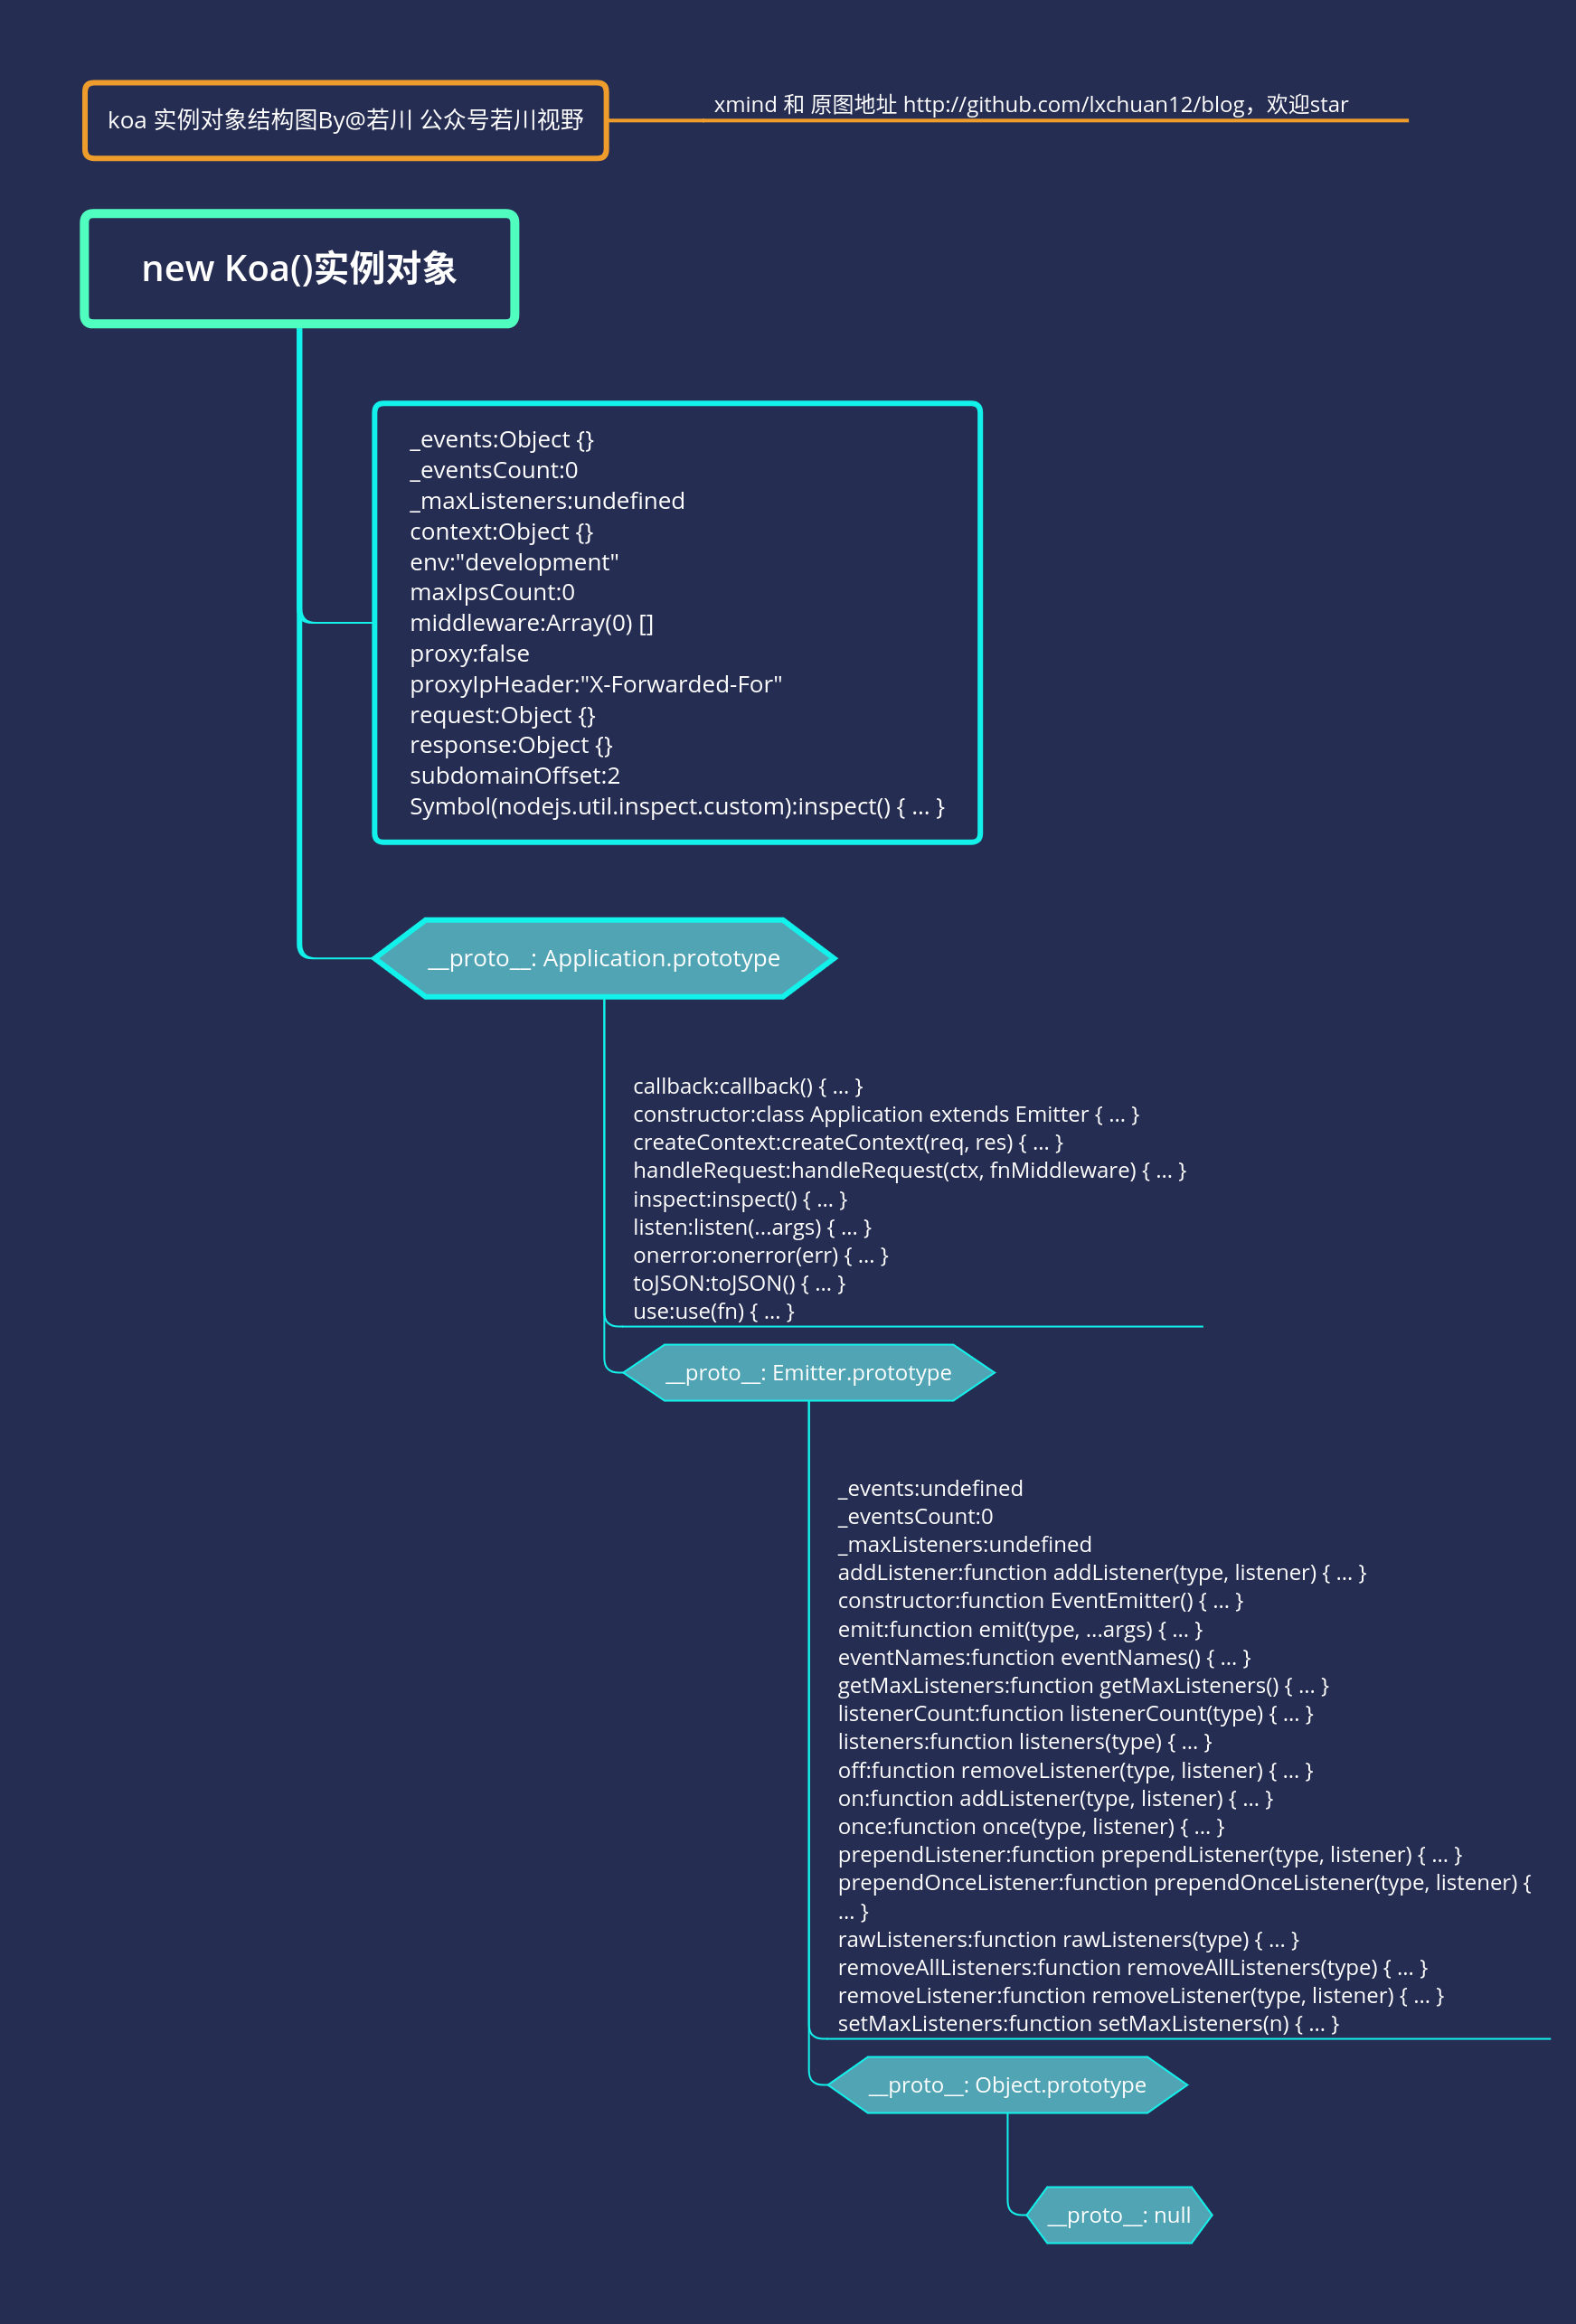 koa 实例对象结构图By@若川 公众号若川视野
xmind 和 原图地址 http://github.com/lxchuan12/blog，欢迎star
new Koa()实例对象
_events:Object {}
_eventsCount:0
_maxListeners:undefined
context:Object {}
env:"development"
maxIpsCount:0
middleware:Array(0) []
proxy:false
proxyIpHeader:"X-Forwarded-For"
request:Object {}
response:Object {}
subdomainOffset:2
Symbol(nodejs.util.inspect.custom):inspect() { … }
__proto__: Application.prototype
callback:callback() { … }
constructor:class Application extends Emitter { … }
createContext:createContext(req, res) { … }
handleRequest:handleRequest(ctx, fnMiddleware) { … }
inspect:inspect() { … }
listen:listen(...args) { … }
onerror:onerror(err) { … }
toJSON:toJSON() { … }
use:use(fn) { … }
__proto__: Emitter.prototype
_events:undefined
_eventsCount:0
_maxListeners:undefined
addListener:function addListener(type, listener) { … }
constructor:function EventEmitter() { … }
emit:function emit(type, ...args) { … }
eventNames:function eventNames() { … }
getMaxListeners:function getMaxListeners() { … }
listenerCount:function listenerCount(type) { … }
listeners:function listeners(type) { … }
off:function removeListener(type, listener) { … }
on:function addListener(type, listener) { … }
once:function once(type, listener) { … }
prependListener:function prependListener(type, listener) { … }
prependOnceListener:function prependOnceListener(type, listener) {
… }
rawListeners:function rawListeners(type) { … }
removeAllListeners:function removeAllListeners(type) { … }
removeListener:function removeListener(type, listener) { … }
setMaxListeners:function setMaxListeners(n) { … }
__proto__: Object.prototype
__proto__: null